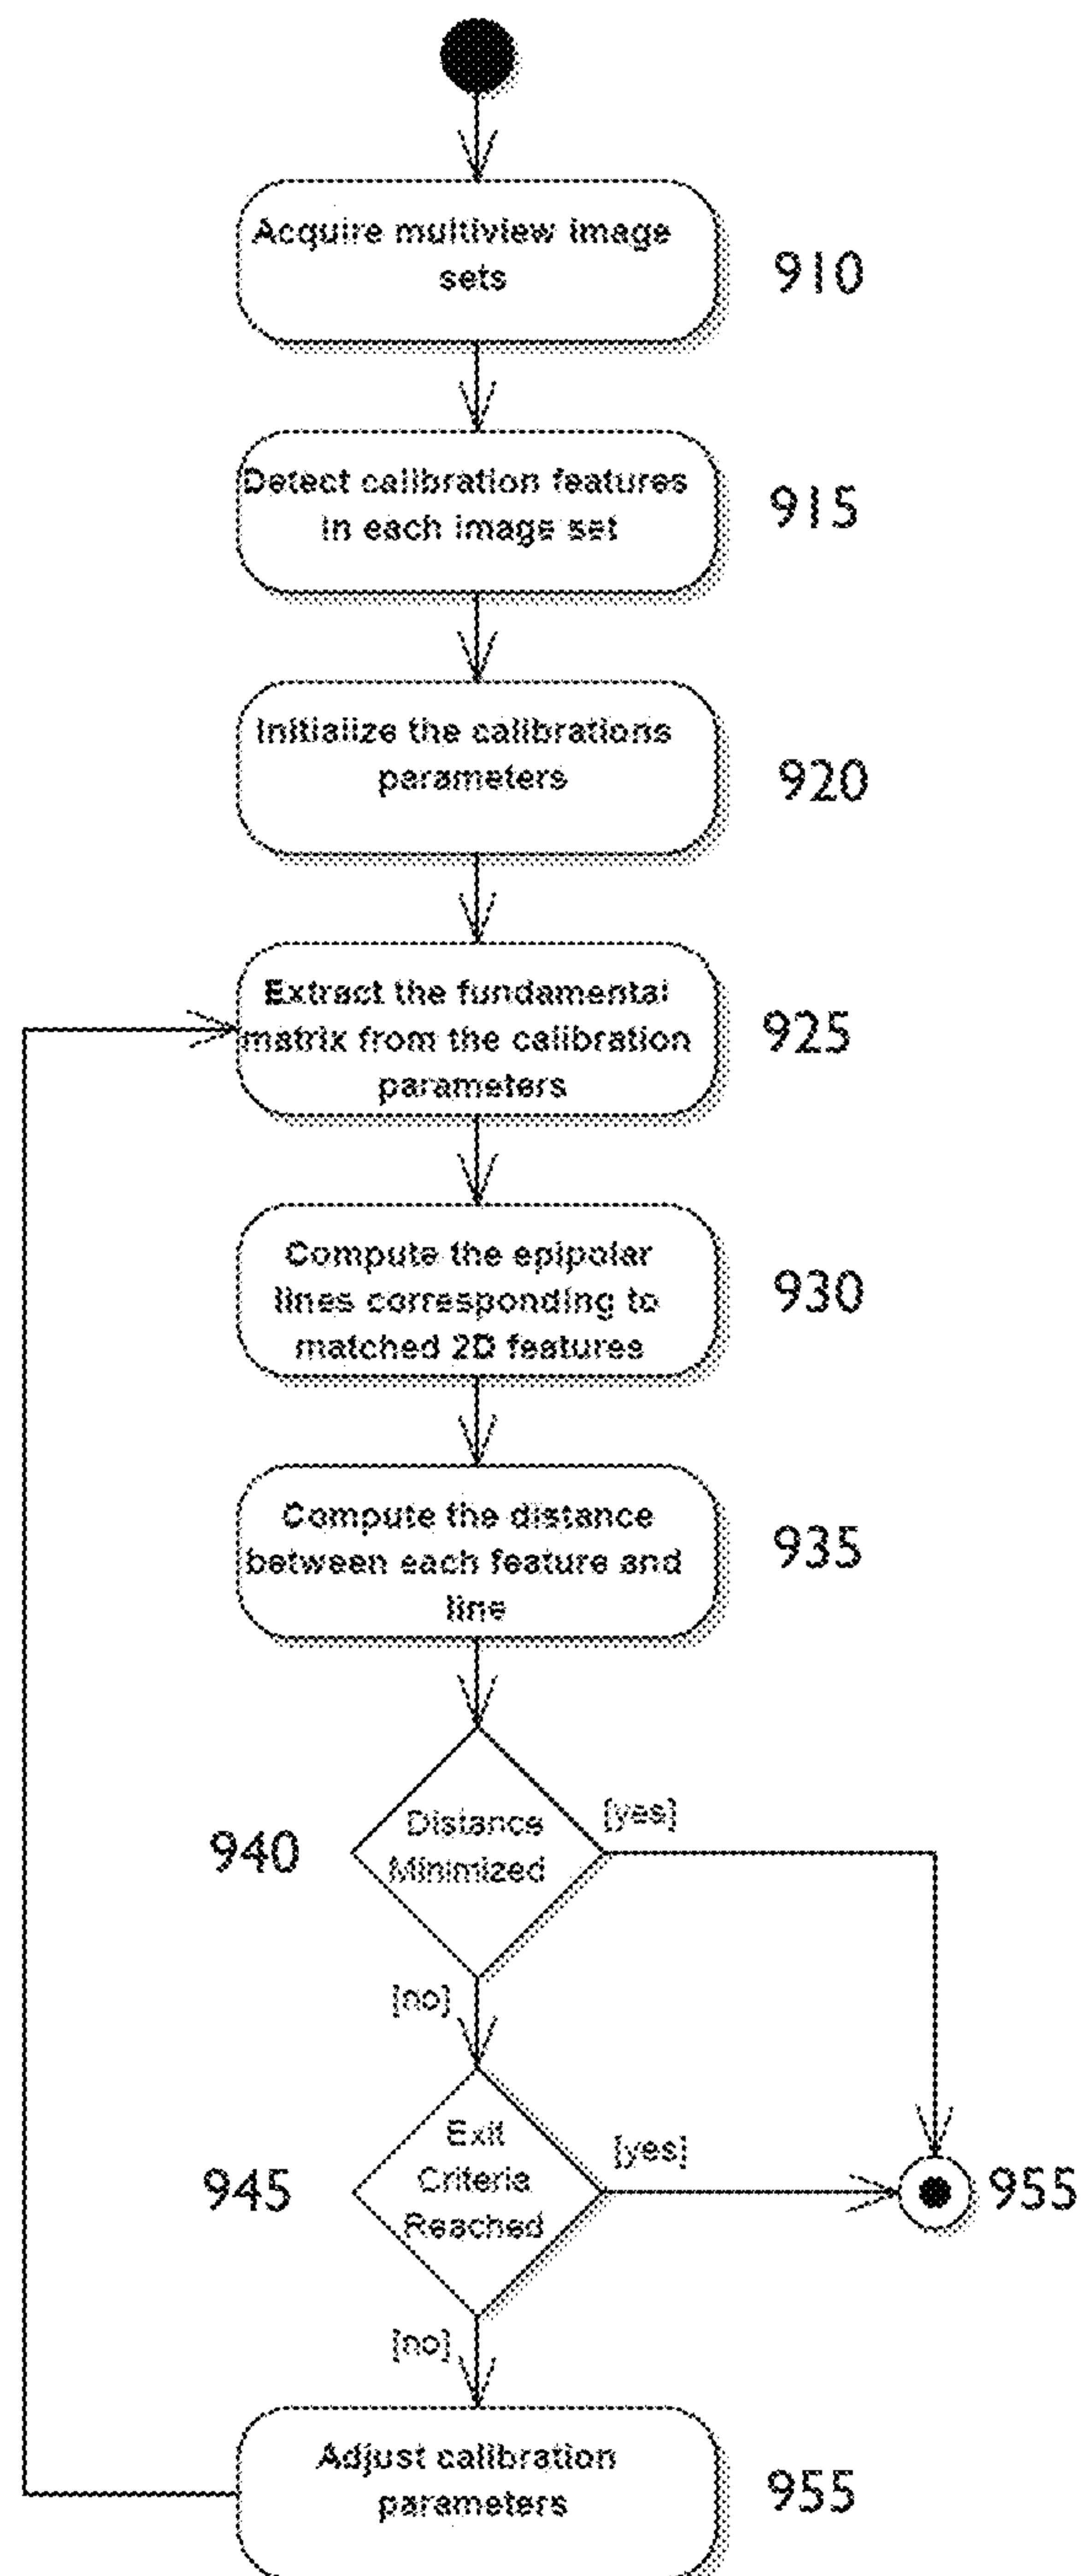 Acquire multiview image
sets
910
Detect calibration features
in each image set
915
Initialize the calibrations
parameters
920
Extract the fundamental
matrix from the calibration
parameters
925
Compute the epipolar
lines corresponding to
matched 2D features
930
Compute the distance
between each feature and
line
935
Distance
Minimized
940
[yes]
[no]
Exit
Criteria
Reached
945
[yes]
955
[no]
Adjust calibration
parameters
955